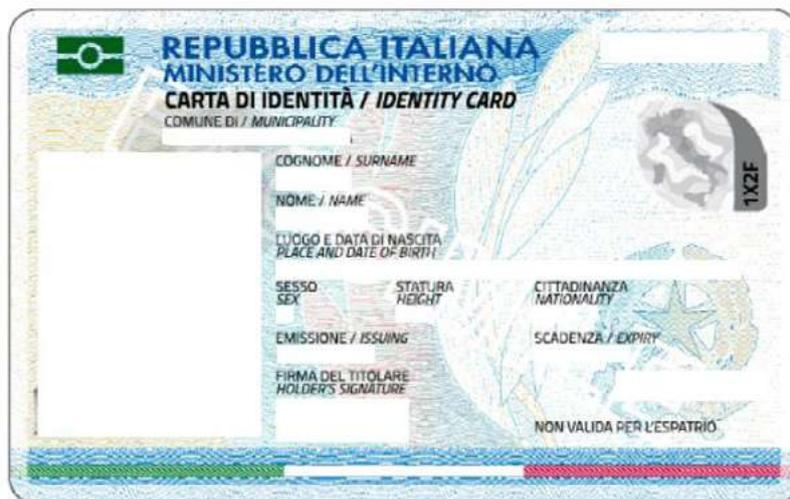 REPUBBLICA ITALIANA
MINISTERO DELL'INTERNO
CARTA DI IDENTITÀ / IDENTITY CARD
COMUNE DI / MUNICIPALITY
COGNOME / SURNAME
NOME / NAME
LUOGO E DATA DI NASCITA
PLACE AND DATE OF BIRTH
SESSO STATURA CITTADINANZA
SEX HEIGHT NATIONALITY
EMISSIONE / ISSUING SCADENZA / EXPIRY
FIRMA DEL TITOLARE
HOLDER'S SIGNATURE
NON VALIDA PER L'ESPATRIO
1X2F